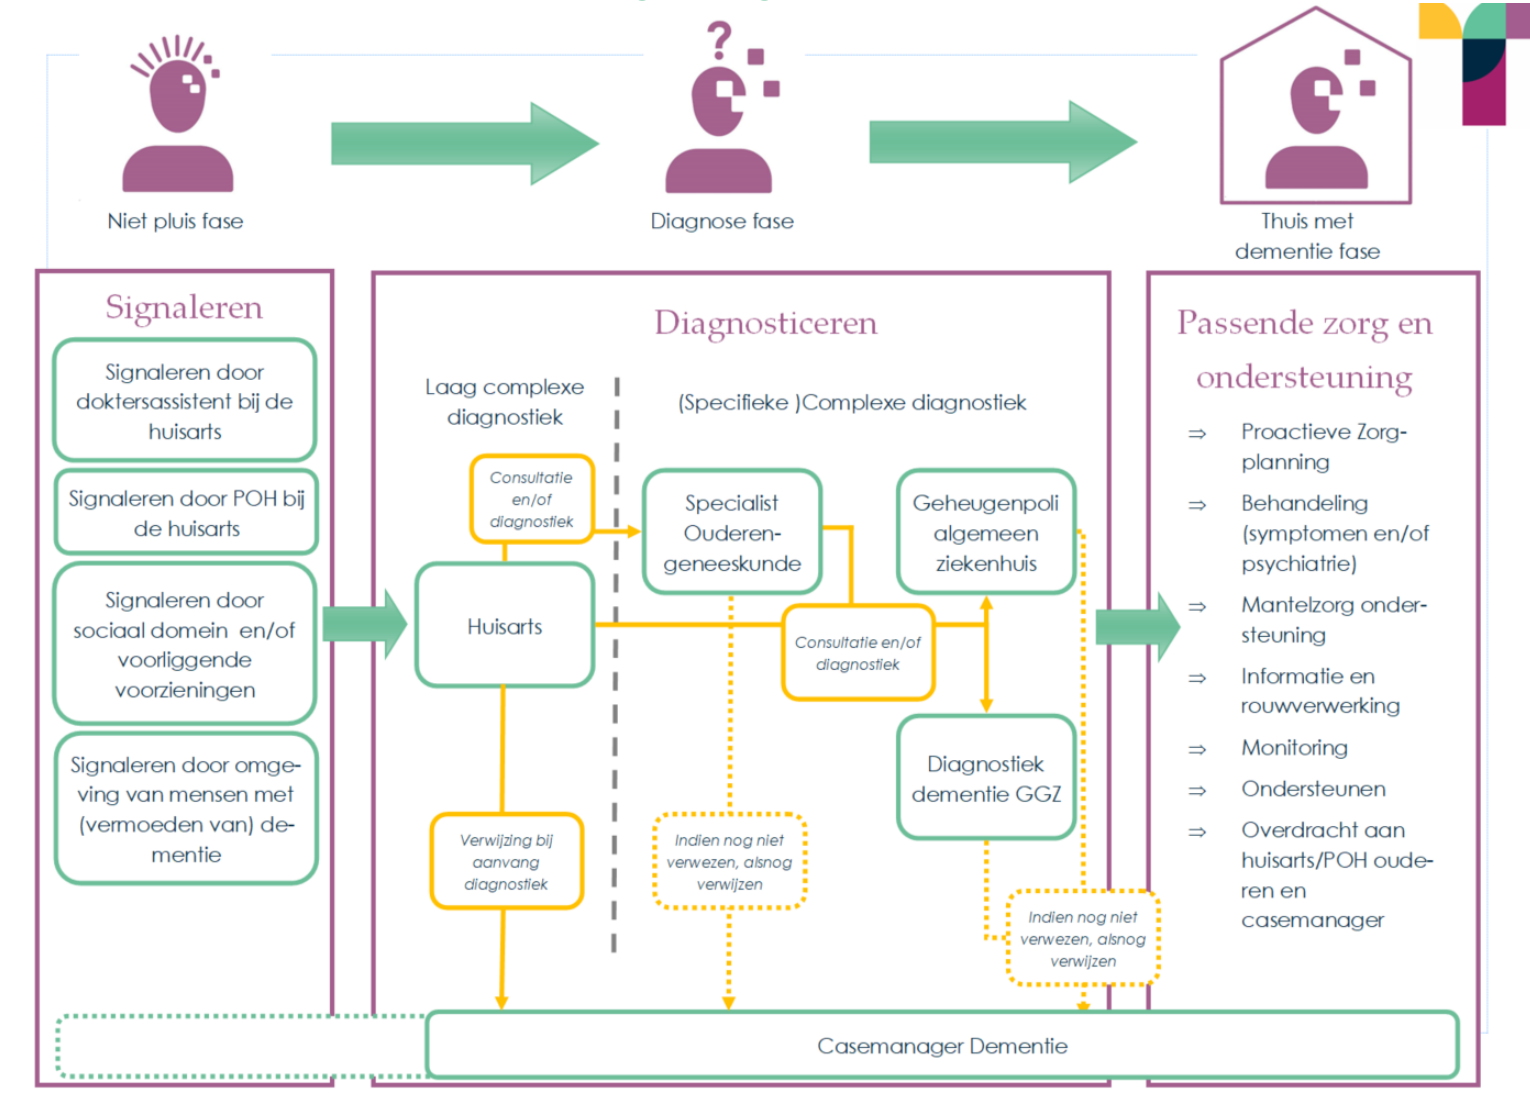 ?
Niet pluis fase
Diagnose fase
Thuis met
dementie fase
Signaleren
Signaleren door
doktersassistent bij de
huisarts
Signaleren door POH bij
de huisarts
Signaleren door
sociaal domein en/of
voorliggende
voorzieningen
Signaleren door omge-
ving van mensen met
(vermoeden van) de-
mentie
Diagnosticeren
Laag complexe
diagnostiek
(Specifieke )Complexe diagnostiek
Consultatie
en/of
diagnostiek
Specialist
Ouderen-
geneeskunde
Geheugenpoli
algemeen
ziekenhuis
Huisarts
Consultatie en/of
diagnostiek
Diagnostiek
dementie GGZ
Verwijzing bij
aanvang
diagnostiek
Indien nog niet
verwezen, alsnog
verwijzen
Indien nog niet
verwezen, alsnog
verwijzen
Passende zorg en
ondersteuning
⇒ Proactieve Zorg-
planning
⇒ Behandeling
(symptomen en/of
psychiatrie)
⇒ Mantelzorg onder-
steuning
⇒ Informatie en
rouwverwerking
⇒ Monitoring
⇒ Ondersteunen
⇒ Overdracht aan
huisarts/POH oude-
ren en
casemanager
Casemanager Dementie